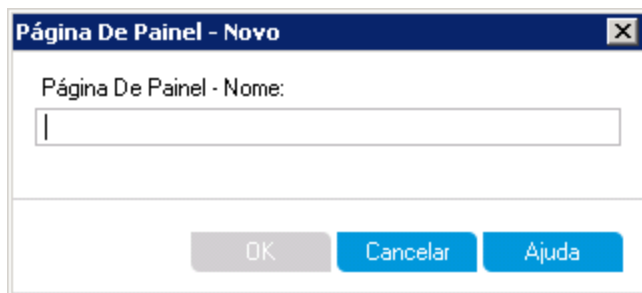 Página De Painel - Novo
Página De Painel - Nome:
OK Cancelar Ajuda